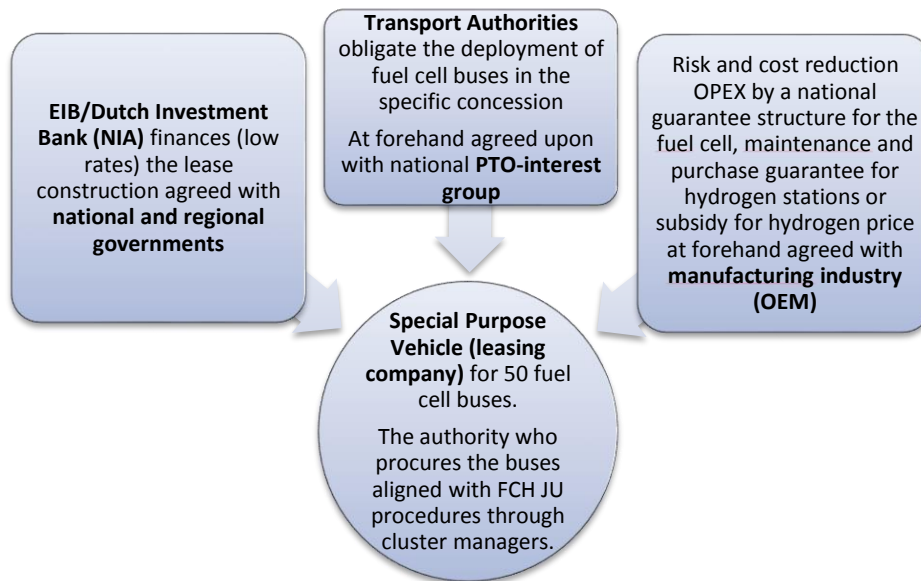 EIB/Dutch Investment
Bank (NIA) finances (low
rates) the lease
construction agreed with
national and regional
governments
Transport Authorities
obligate the deployment of
fuel cell buses in the
specific concession
At forehand agreed upon
with national PTO-interest
group
Risk and cost reduction
OPEX by a national
guarantee structure for the
fuel cell, maintenance and
purchase guarantee for
hydrogen stations or
subsidy for hydrogen price
at forehand agreed with
manufacturing industry
(OEM)
Special Purpose
Vehicle (leasing
company) for 50 fuel
cell buses.
The authority who
procures the buses
aligned with FCH JU
procedures through
cluster managers.